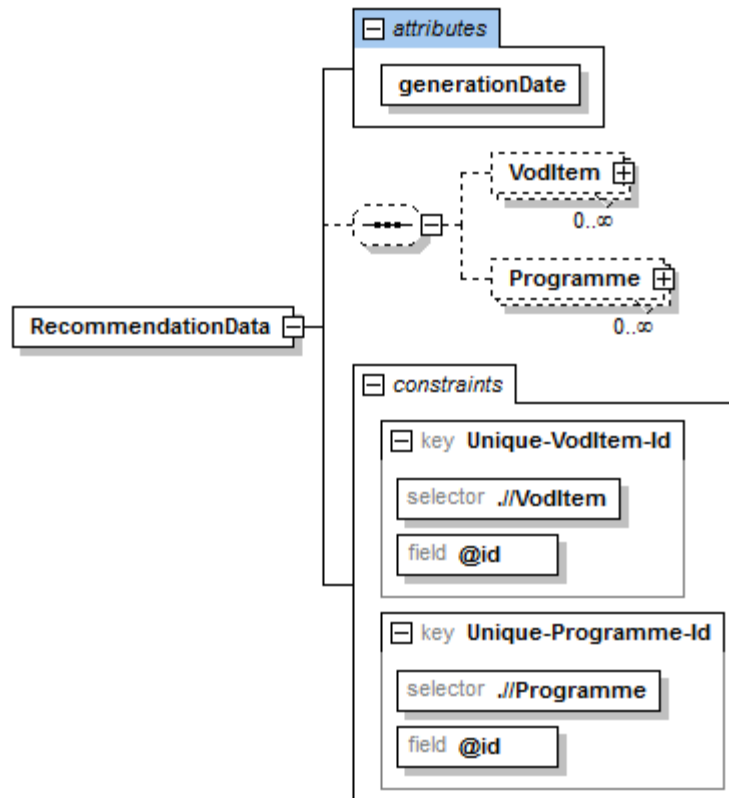 attributes
generationDate
VodItem
0..∞
Programme
0..∞
RecommendationData
constraints
key Unique-VodItem-Id
selector .//VodItem
field @id
key Unique-Programme-Id
selector .//Programme
field @id